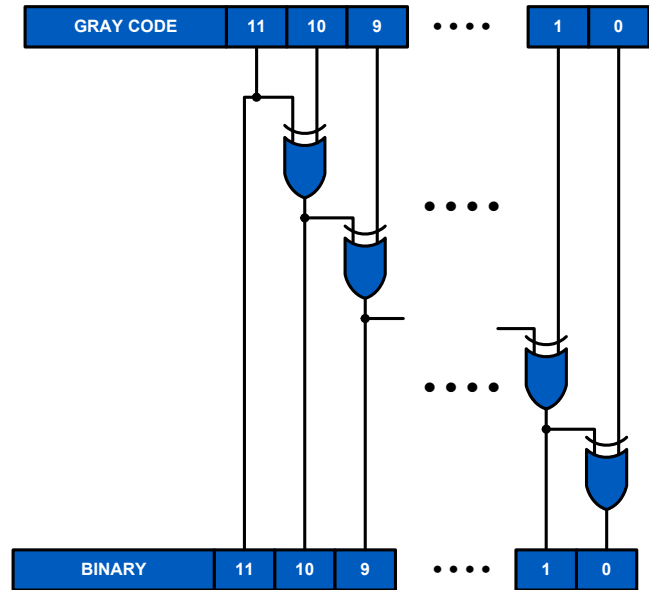 GRAY CODE 11 10 9 •••• 1 0
BINARY 11 10 9 •••• 1 0